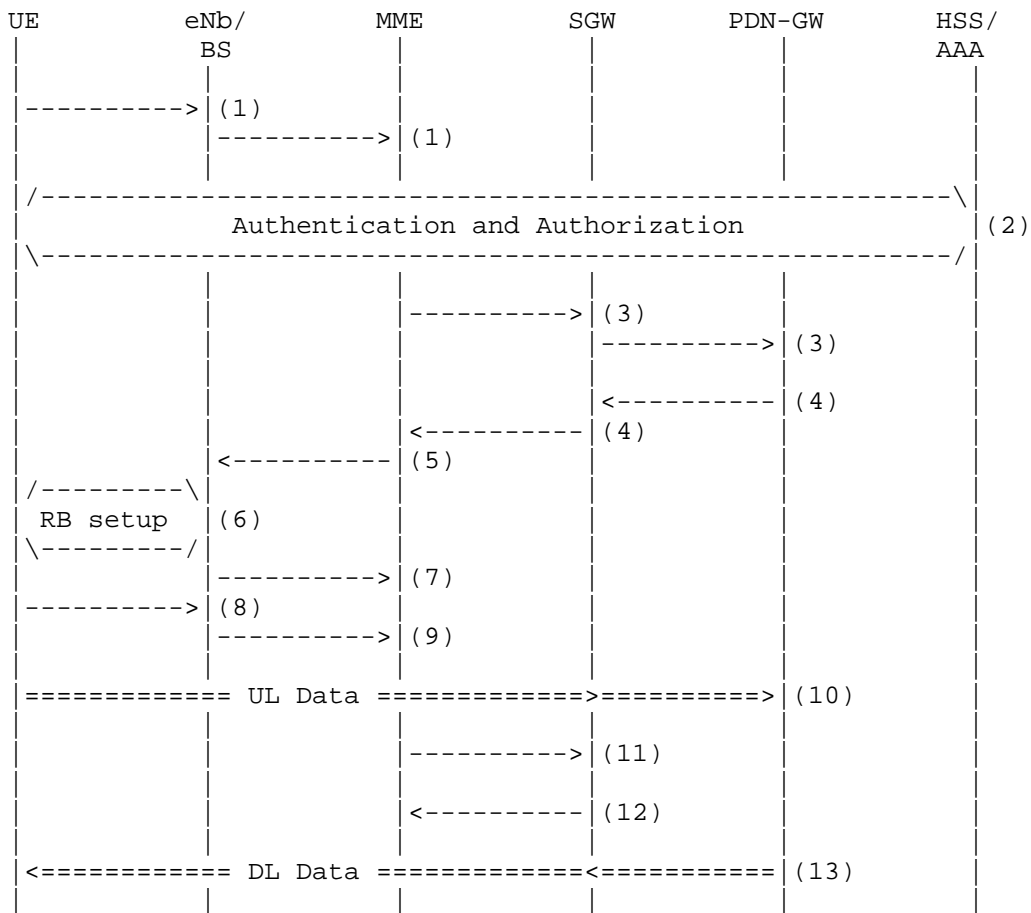 UE eNb/ MME SGW PDN-GW HSS/
BS AAA
(1)
(1)
Authentication and Authorization (2)
(3)
(3)
(4)
(4)
(5)
RB setup (6)
(7)
(8)
(9)
UL Data (10)
(11)
(12)
DL Data (13)